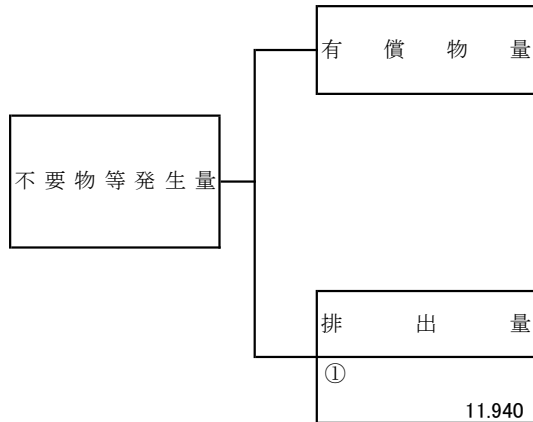 有償物量
不要物等発生量
排出量
①
11.940